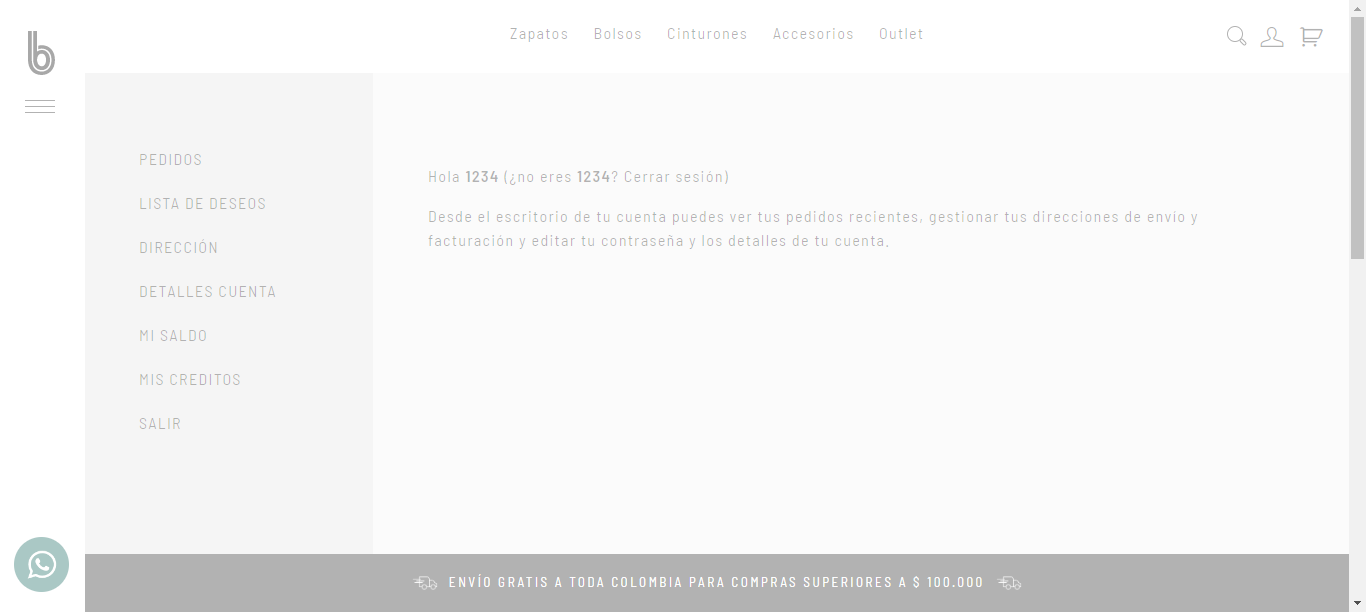 b
Zapatos Bolsos Cinturones Accesorios Outlet
PEDIDOS
LISTA DE DESEOS
DIRECCIÓN
DETALLES CUENTA
MI SALDO
MIS CREDITOS
SALIR
Hola 1234 (¿no eres 1234? Cerrar sesión)
Desde el escritorio de tu cuenta puedes ver tus pedidos recientes, gestionar tus direcciones de envío y
facturación y editar tu contraseña y los detalles de tu cuenta.
ENVÍO GRATIS A TODA COLOMBIA PARA COMPRAS SUPERIORES A $ 100.000